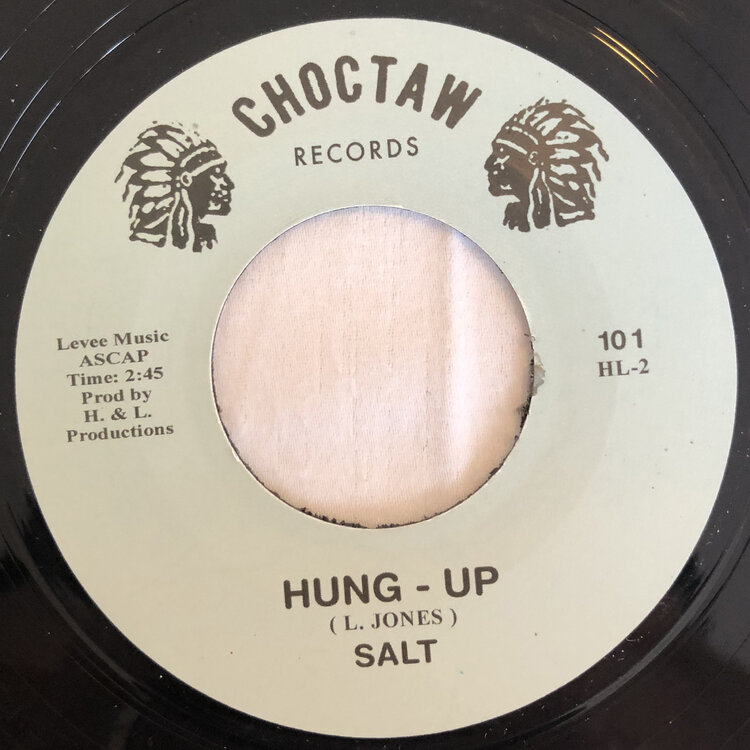 CHOCTAW
RECORDS
Levee Music
ASCAP
Time: 2:45
Prod by
H. & L.
Productions
101
HL-2
HUNG - UP
( L. JONES )
SALT